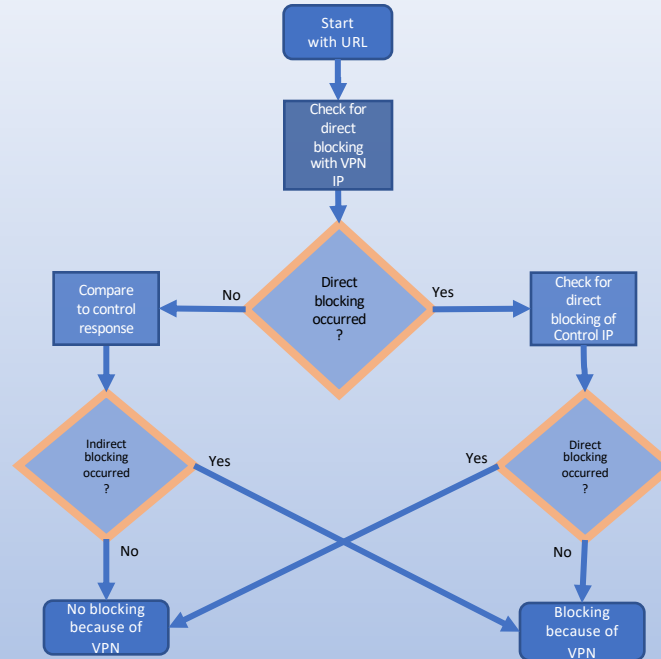 Start
with URL
Check for
direct
blocking
with VPN
IP
Direct
blocking
occurred
?
No
Yes
Compare
to control
response
Check for
direct
blocking of
Control IP
Indirect
blocking
occurred
?
Yes
Yes
Direct
blocking
occurred
?
No
No
No blocking
because of
VPN
Blocking
because of
VPN